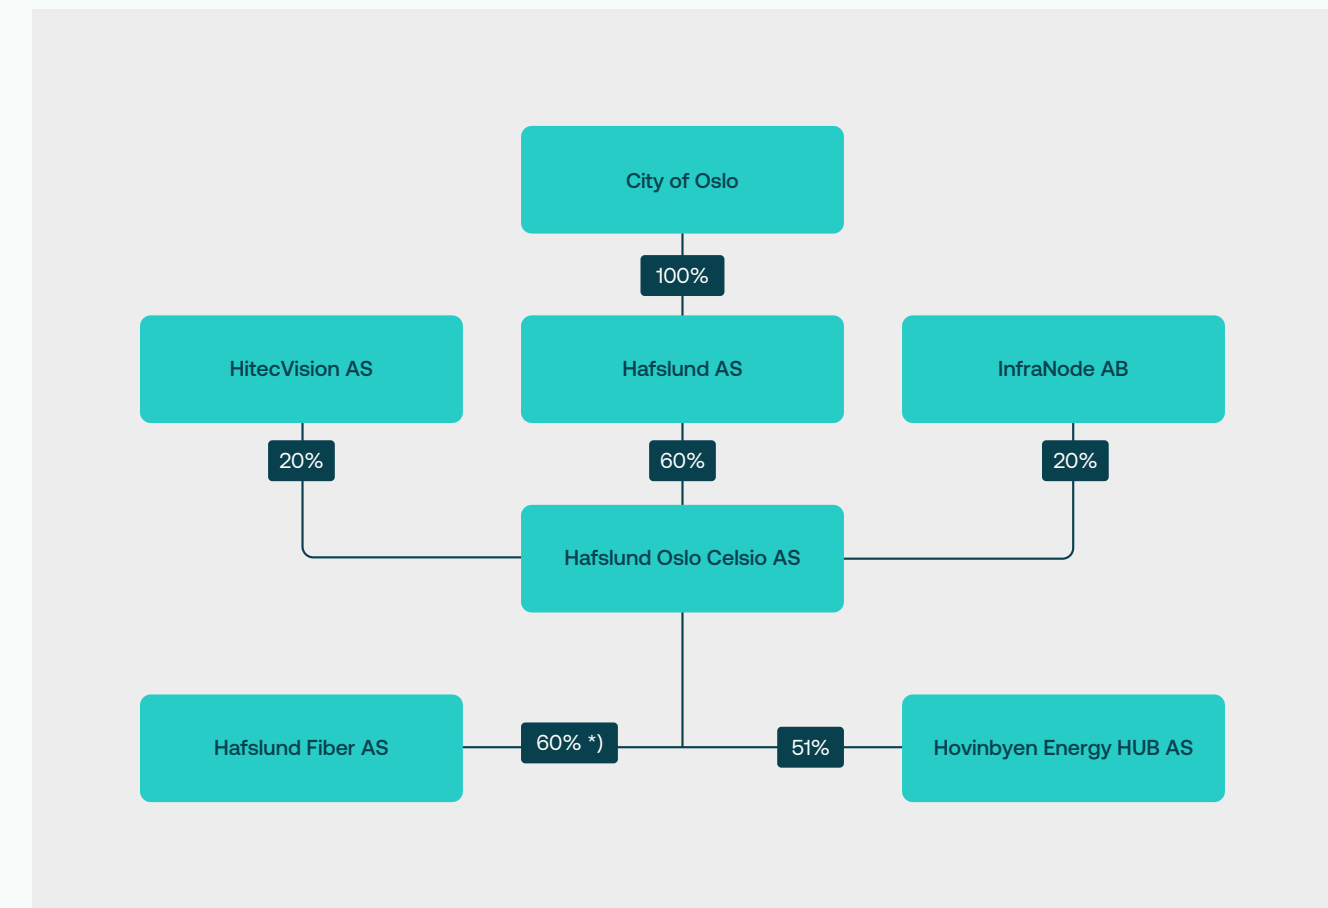 City of Oslo
100%
HitecVision AS
Hafslund AS
InfraNode AB
20%
60%
20%
Hafslund Oslo Celsio AS
Hafslund Fiber AS
60% *)
51%
Hovinbyen Energy HUB AS